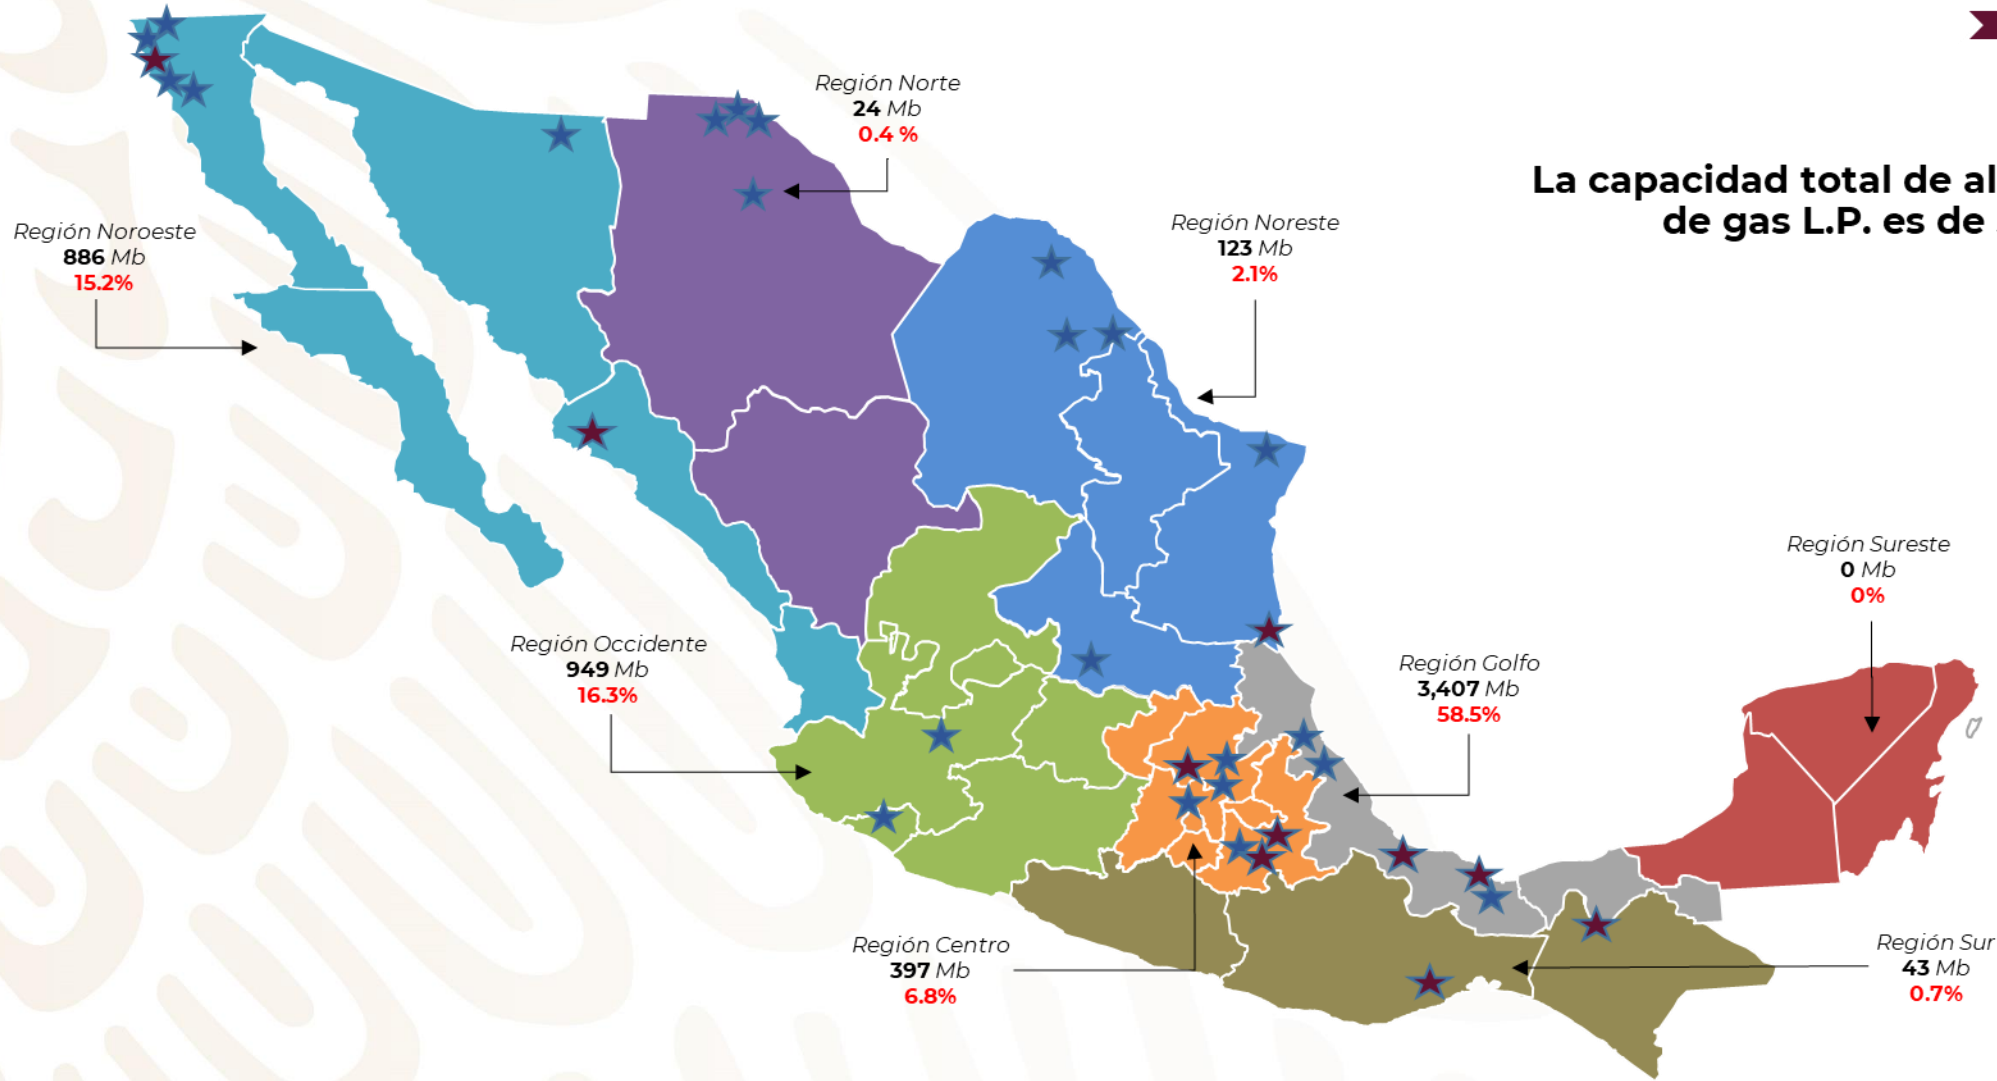 Región Norte
24 Mb
0.4 %
La capacidad total de al
de gas L.P. es de
Región Noroeste
886 Mb
15.2%
Región Noreste
123 Mb
2.1%
Región Sureste
0 Mb
0%
Región Occidente
949 Mb
16.3%
Región Golfo
3,407 Mb
58.5%
Región Centro
397 Mb
6.8%
Región Sur
43 Mb
0.7%